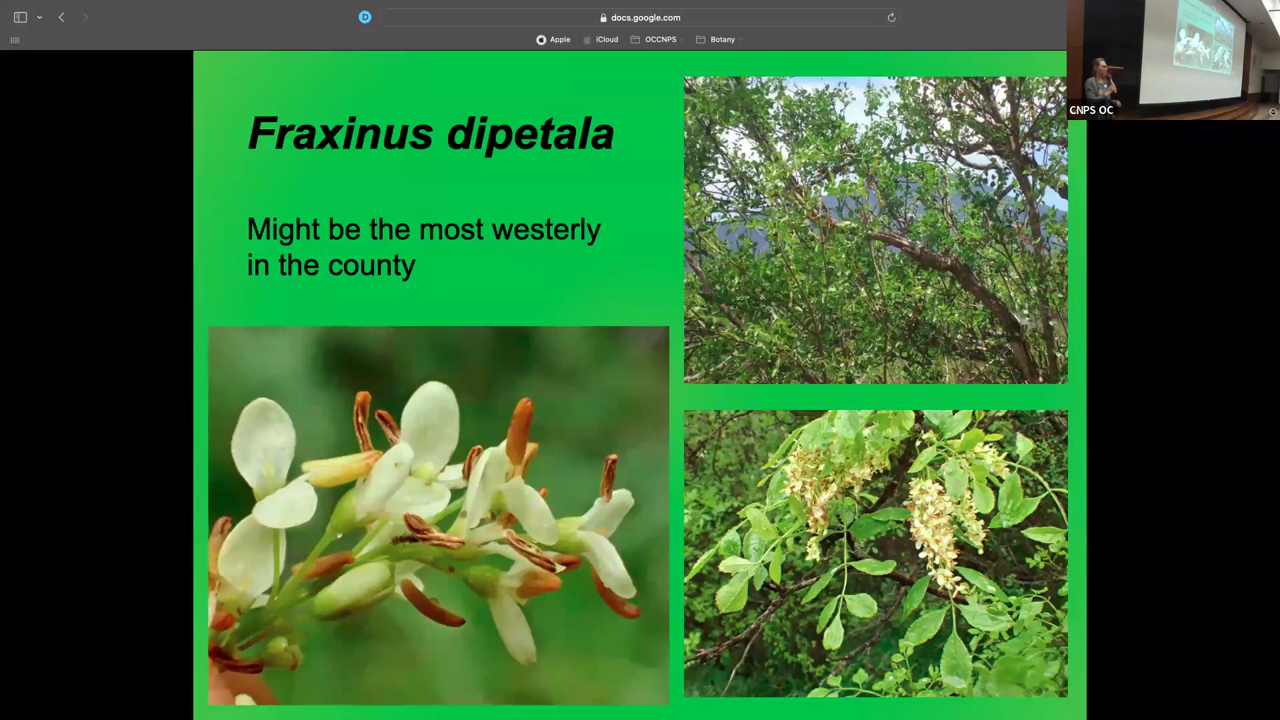 docs.google.com
Apple
iCloud
OCCNPS
Botany
CNPS OC
Fraxinus dipetala
Might be the most westerly
in the county